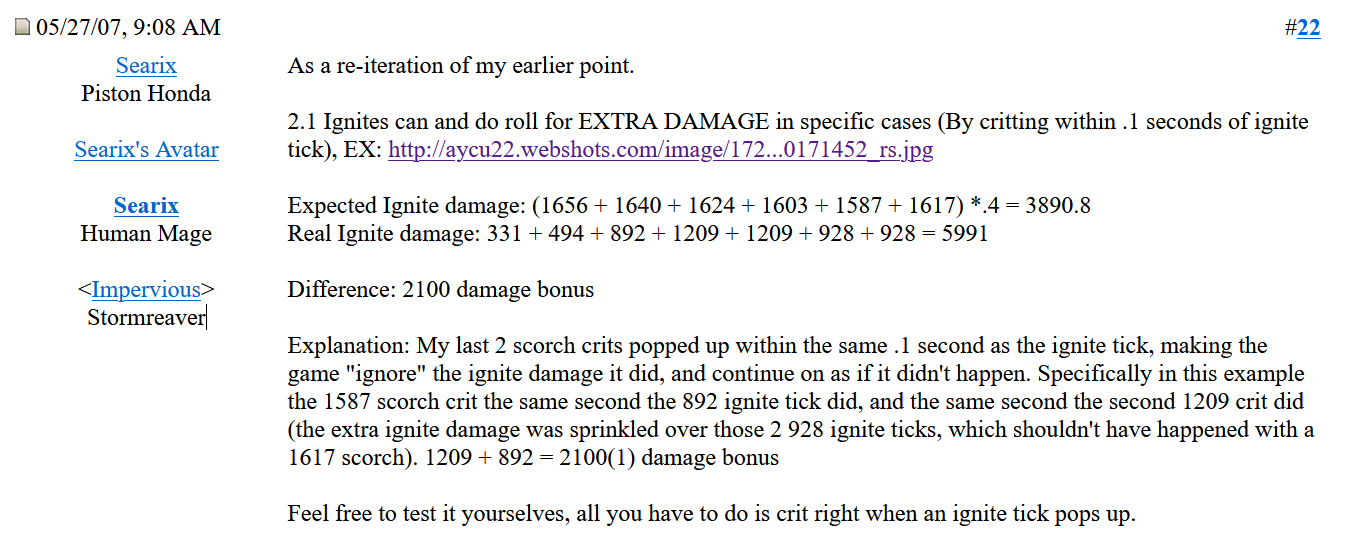 05/27/07, 9:08 AM
#22
Searix
Piston Honda
Searix's Avatar
Searix
Human Mage
<Impervious>
Stormreaver
As a re-iteration of my earlier point.
2.1 Ignites can and do roll for EXTRA DAMAGE in specific cases (By critting within .1 seconds of ignite
tick), EX: http://aycu22.webshots.com/image/172...0171452_rs.jpg
Expected Ignite damage: (1656 + 1640 + 1624 + 1603 + 1587 + 1617) *.4 = 3890.8
Real Ignite damage: 331 + 494 + 892 + 1209 + 1209 + 928 + 928 = 5991
Difference: 2100 damage bonus
Explanation: My last 2 scorch crits popped up within the same .1 second as the ignite tick, making the
game "ignore" the ignite damage it did, and continue on as if it didn't happen. Specifically in this example
the 1587 scorch crit the same second the 892 ignite tick did, and the same second the second 1209 crit did
(the extra ignite damage was sprinkled over those 2 928 ignite ticks, which shouldn't have happened with a
1617 scorch). 1209 + 892 = 2100(1) damage bonus
Feel free to test it yourselves, all you have to do is crit right when an ignite tick pops up.